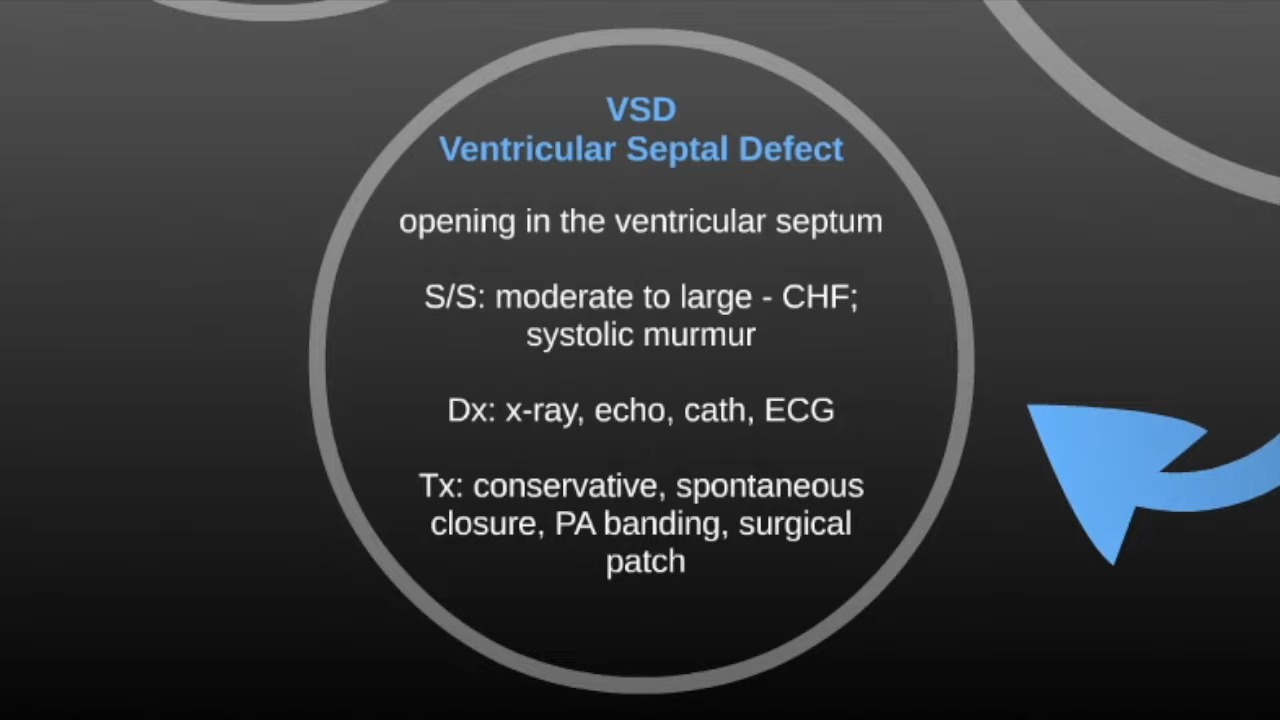 VSD
Ventricular Septal Defect
opening in the ventricular septum
S/S: moderate to large - CHF;
systolic murmur
Dx: x-ray, echo, cath, ECG
Tx: conservative, spontaneous
closure, PA banding, surgical
patch